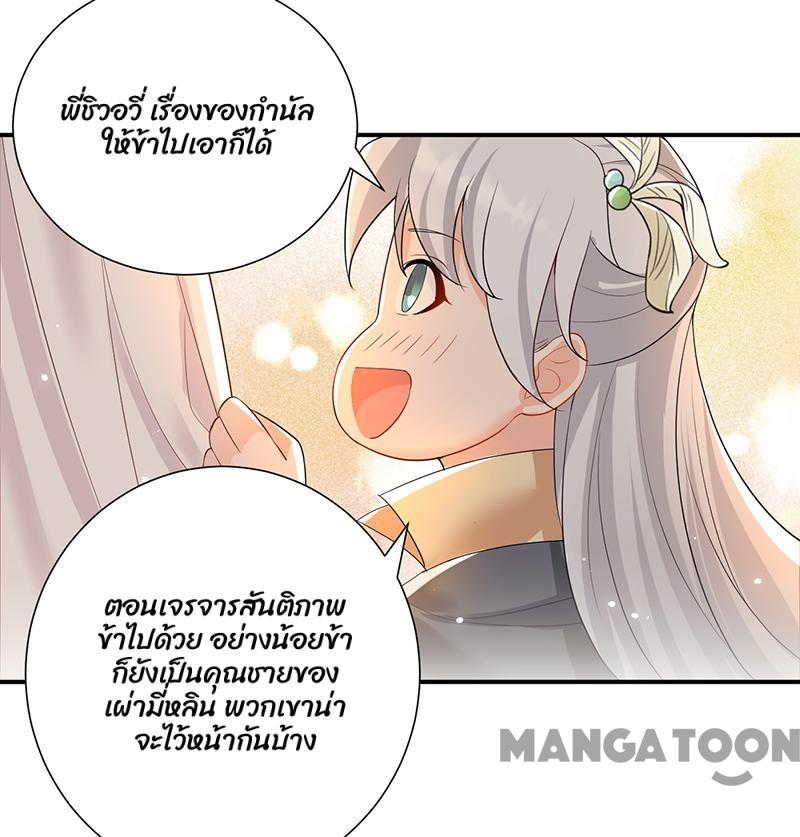 พี่ชิวอวี่ เรื่องของกำนัล
ให้ข้าไปเอาก็ได้
ตอนเจรจารสันติภาพ
ข้าไปด้วย อย่างน้อยข้า
ก็ยังเป็นคุณชายของ
เผ่ามี่หลิน พวกเขาน่า
จะไว้หน้ากันบ้าง
MANGATOON